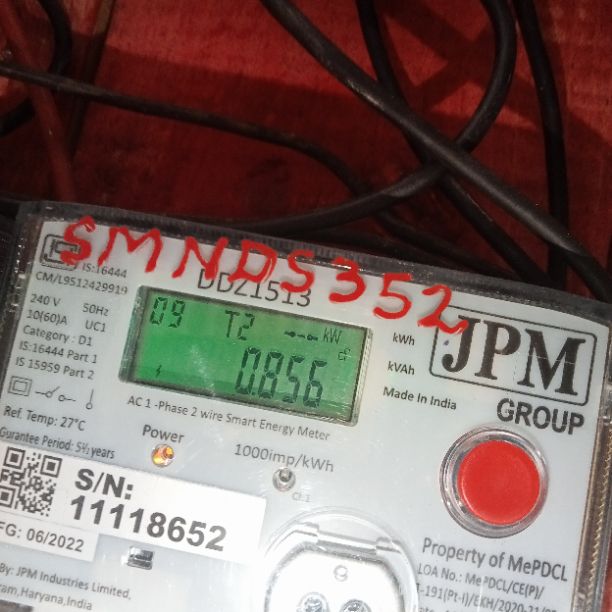 SMNDS352
IS:16444
CM/L9512429919
DDZ1513
240 V 50Hz
10(60)A UC1
Category : D1
IS:16444 Part 1
IS 15959 Part 2
09 T2 kW
0.856
kWh
kVAh
Made in India
JPM
GROUP
AC 1 -Phase 2 wire Smart Energy Meter
Ref. Temp: 27°C
Gurantee Period: 5½ years
Power
1000imp/kWh
S/N:
11118652
FG: 06/2022
By: JPM Industries Limited,
ram,Haryana,India
Property of MePDCL
LOA No.: MePDCL/CE(P)/